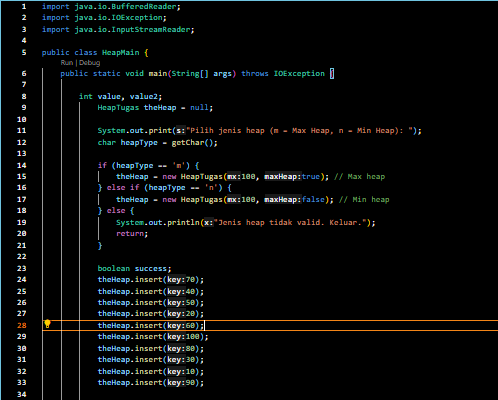 1 import java.io.BufferedReader;
2 import java.io.IOException;
3 import java.io.InputStreamReader;
4
5 public class HeapMain {
Run | Debug
6 public static void main(String[] args) throws IOException {
7
8 int value, value2;
9 HeapTugas theHeap = null;
10
11 System.out.print(s:"Pilih jenis heap (m = Max Heap, n = Min Heap): ");
12 char heapType = getChar();
13
14 if (heapType == 'm') {
15 theHeap = new HeapTugas(mx:100, maxHeap:true); // Max heap
16 } else if (heapType == 'n') {
17 theHeap = new HeapTugas(mx:100, maxHeap:false); // Min heap
18 } else {
19 System.out.println(x:"Jenis heap tidak valid. Keluar.");
20 return;
21 }
22
23 boolean success;
24 theHeap.insert(key:70);
25 theHeap.insert(key:40);
26 theHeap.insert(key:50);
27 theHeap.insert(key:20);
28 theHeap.insert(key:60);
29 theHeap.insert(key:100);
30 theHeap.insert(key:80);
31 theHeap.insert(key:30);
32 theHeap.insert(key:10);
33 theHeap.insert(key:90);
34